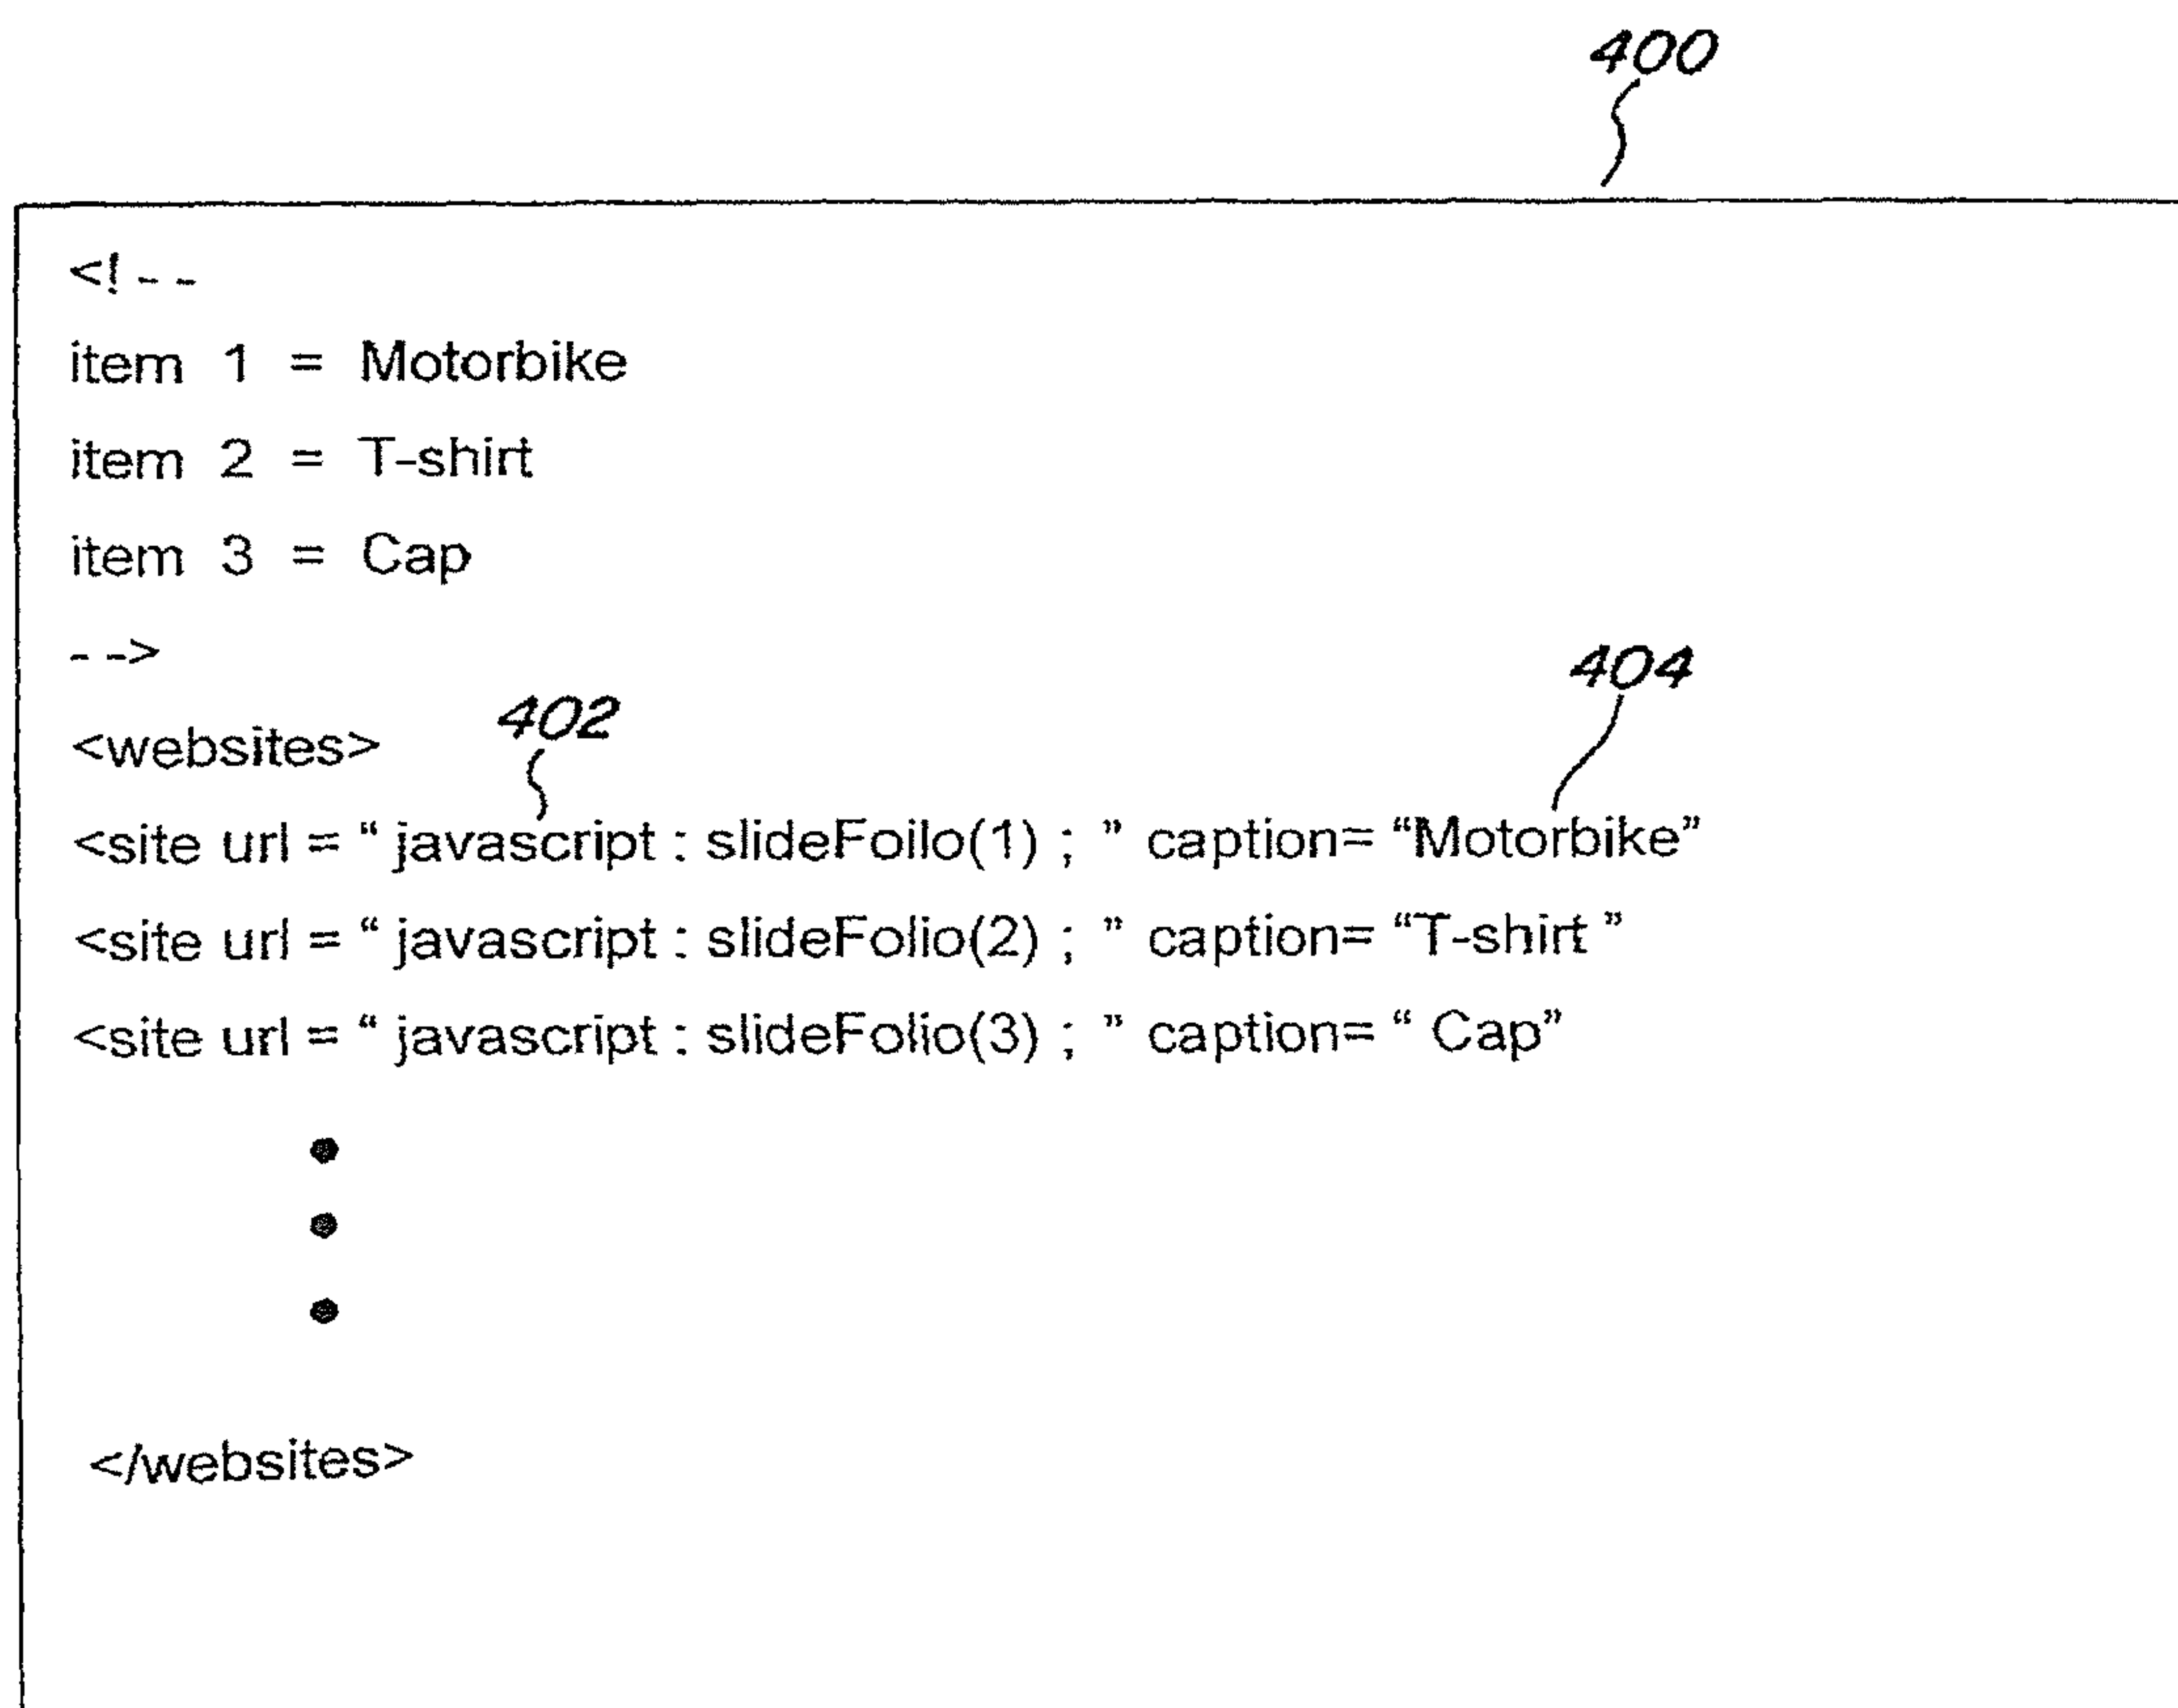 400
<! - -
item 1 = Motorbike
item 2 = T-shirt
item 3 = Cap
- ->
404
402
<websites>
<site url = “ javascript : slideFoilo(1) ; ” caption= “Motorbike”
<site url = “ javascript : slideFolio(2) ; ” caption= “T-shirt ”
<site url = “ javascript : slideFolio(3) ; ” caption= “ Cap”
</websites>